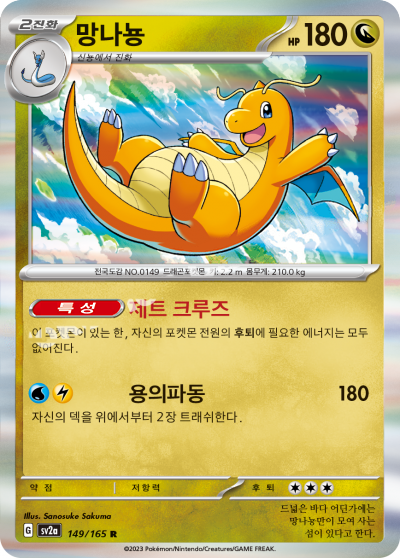 2진화
망나뇽
HP 180
신뇽에서 진화
전국도감 NO.0149 드래곤포켓몬 키: 2.2 m 몸무게: 210.0 kg
특성 제트 크루즈
이 포켓몬이 있는 한, 자신의 포켓몬 전원의 후퇴에 필요한 에너지는 모두
없어진다.
용의파동 180
자신의 덱을 위에서부터 2장 트래쉬한다.
약점 저항력 후퇴
Illus. Sanosuke Sakuma
G sv2a 149/165 R
드넓은 바다 어딘가에는
망나뇽만이 모여 사는
섬이 있다고 한다.
©2023 Pokémon/Nintendo/Creatures/GAME FREAK.